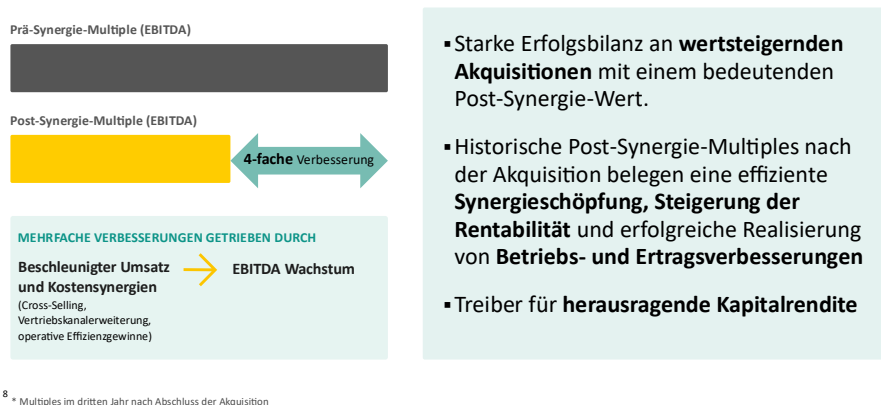 Prä-Synergie-Multiple (EBITDA)
Post-Synergie-Multiple (EBITDA)
4-fache Verbesserung
MEHRFACHE VERBESSERUNGEN GETRIEBEN DURCH
Beschleunigter Umsatz
und Kostensynergien
(Cross-Selling,
Vertriebskanalerweiterung,
operative Effizienzgewinne)
EBITDA Wachstum
▪ Starke Erfolgsbilanz an wertsteigernden
Akquisitionen mit einem bedeutenden
Post-Synergie-Wert.
▪ Historische Post-Synergie-Multiples nach
der Akquisition belegen eine effiziente
Synergieschöpfung, Steigerung der
Rentabilität und erfolgreiche Realisierung
von Betriebs- und Ertragsverbesserungen
▪ Treiber für herausragende Kapitalrendite
8 * Multiples im dritten Jahr nach Abschluss der Akquisition